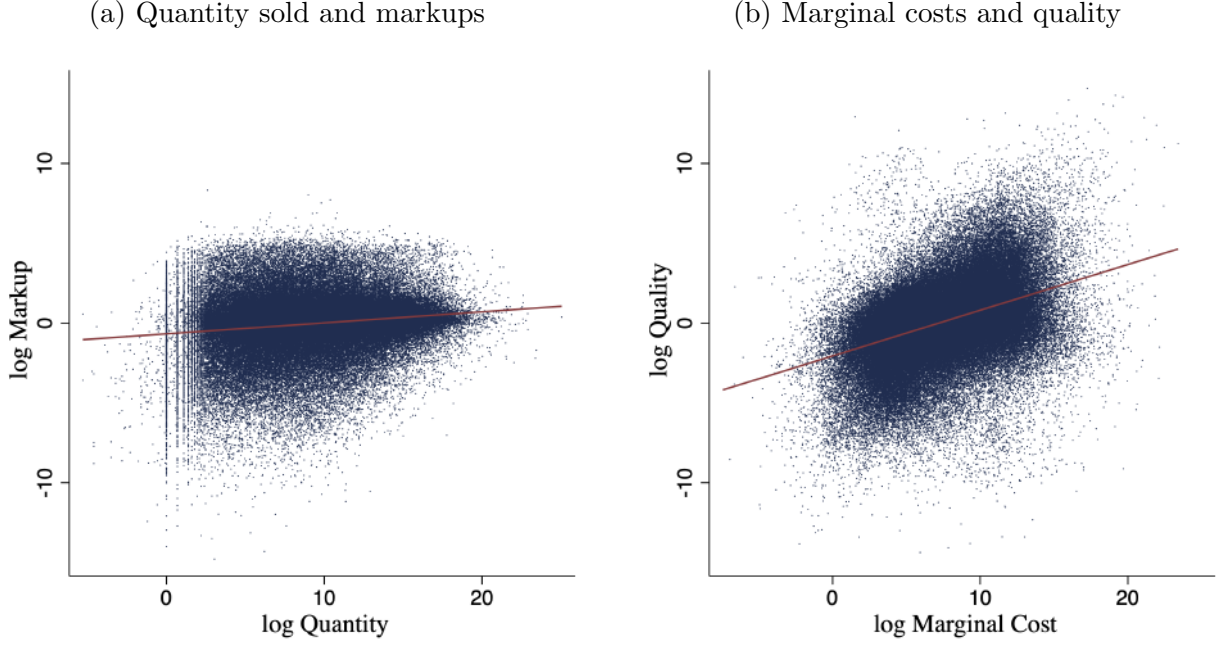 (a) Quantity sold and markups
10
0
-10
log Markup
0 10 20
log Quantity
(b) Marginal costs and quality
10
0
-10
log Quality
0 10 20
log Marginal Cost